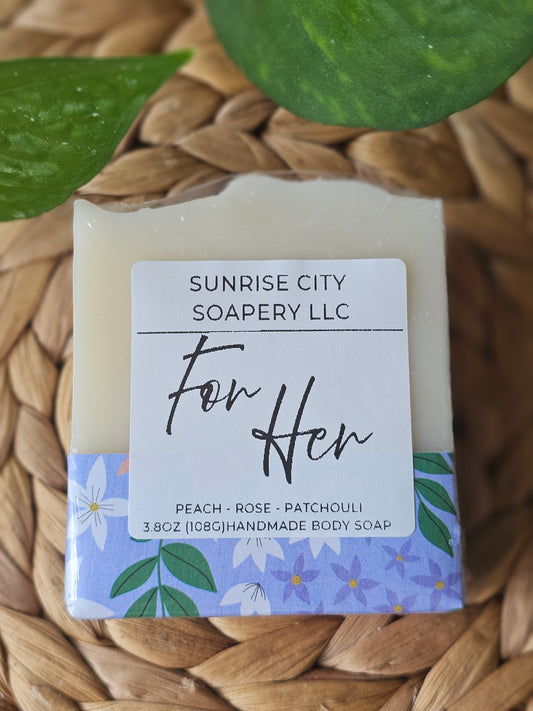 SUNRISE CITY
SOAPERY LLC
For
Her
PEACH - ROSE - PATCHOULI
3.8OZ (108G)HANDMADE BODY SOAP